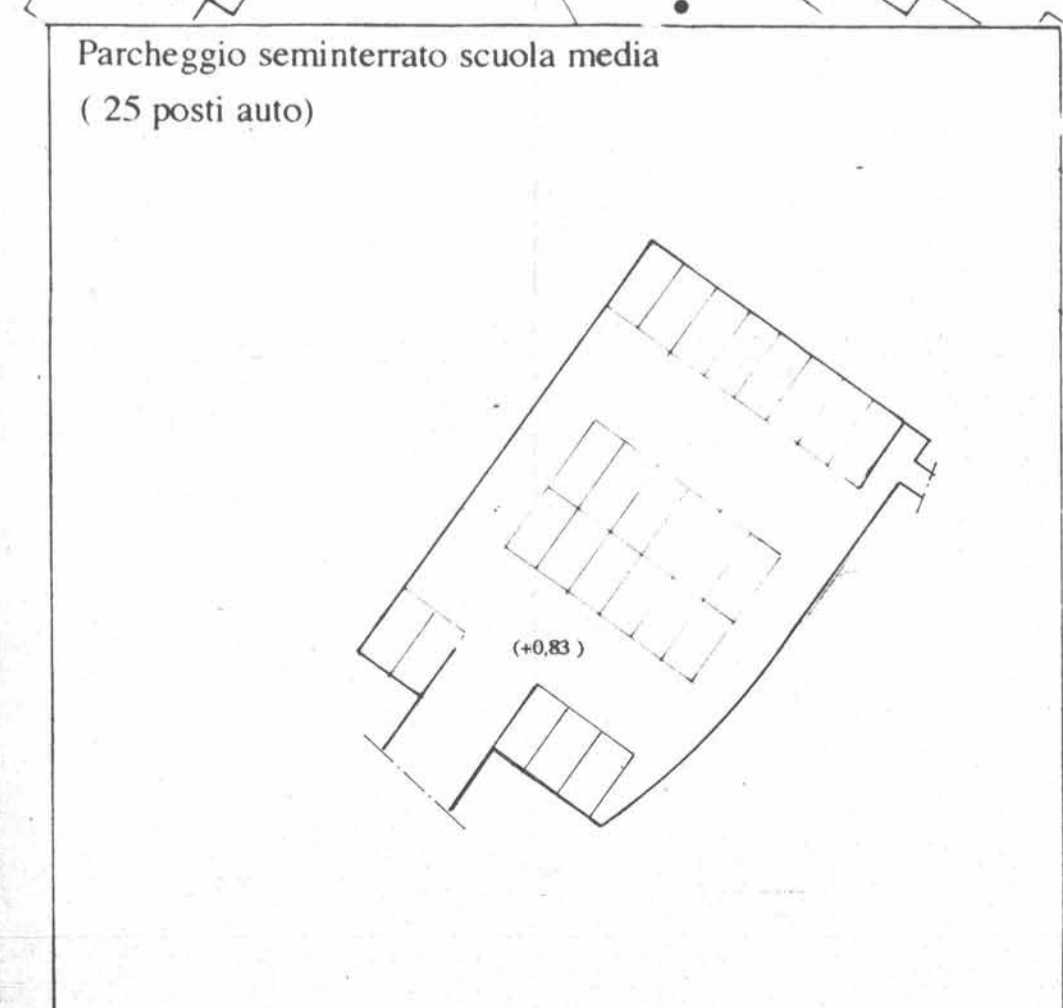 Parcheggio seminterrato scuola media
( 25 posti auto)
(+0,83 )